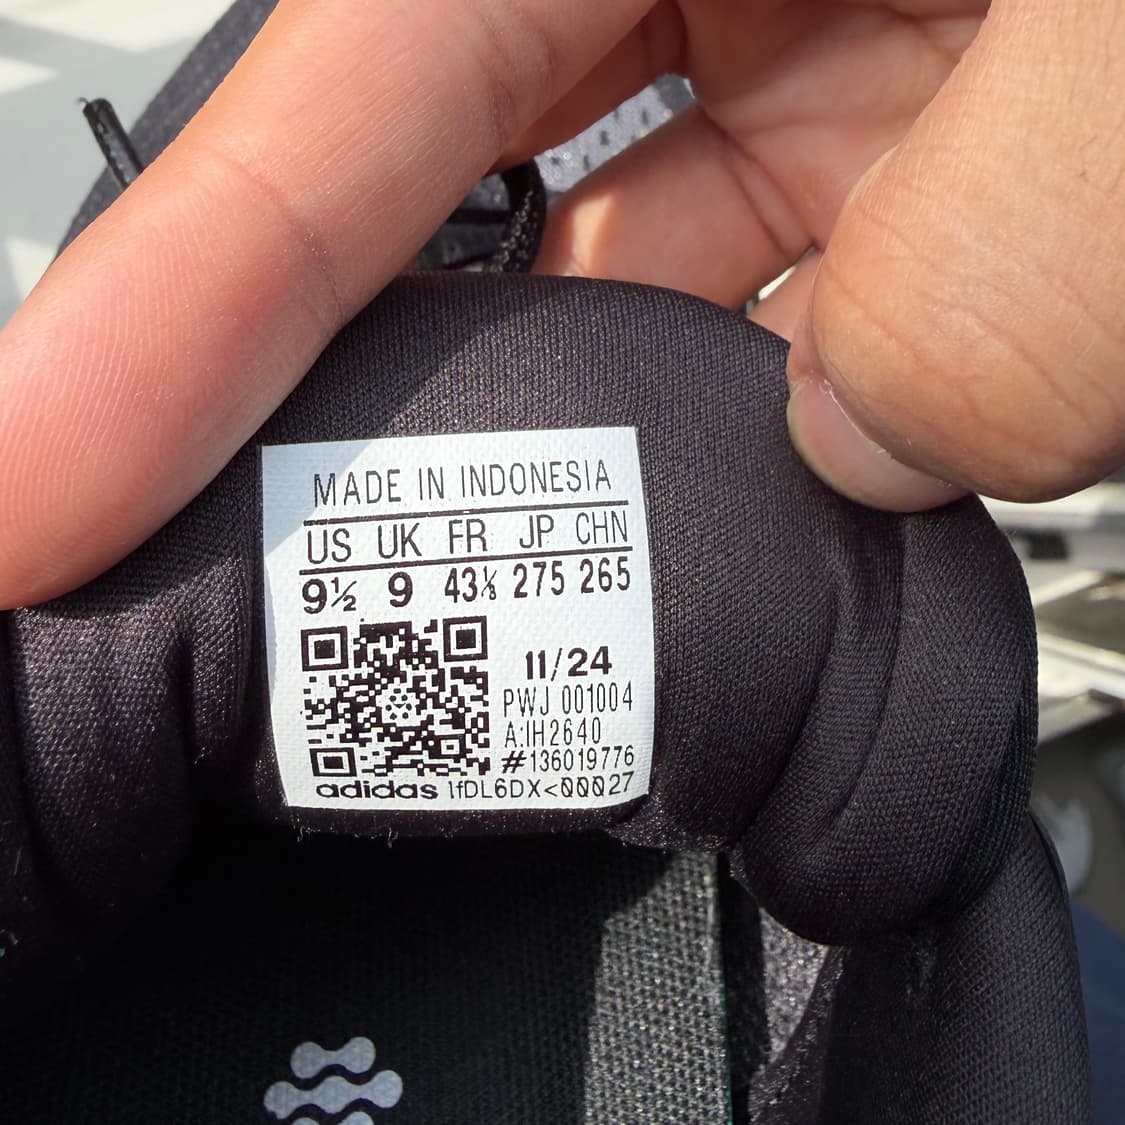 MADE IN INDONESIA
US UK FR JP CHN
9½ 9 43⅓ 275 265
11/24
PWJ 001004
A:IH2640
#136019776
adidas 1fDL6DX<00027